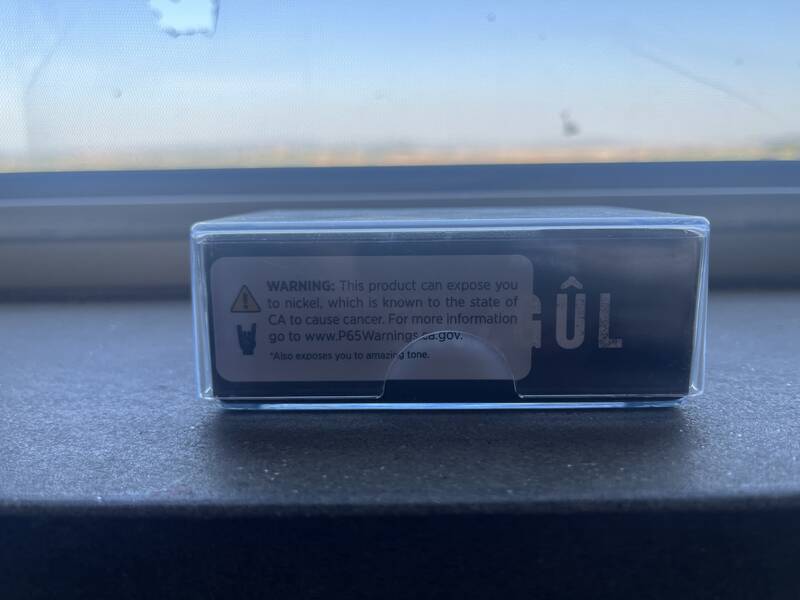 WARNING: This product can expose you
to nickel, which is known to the state of
CA to cause cancer. For more information
go to www.P65Warnings.ca.gov.
*Also exposes you to amazing tone.
GÛL